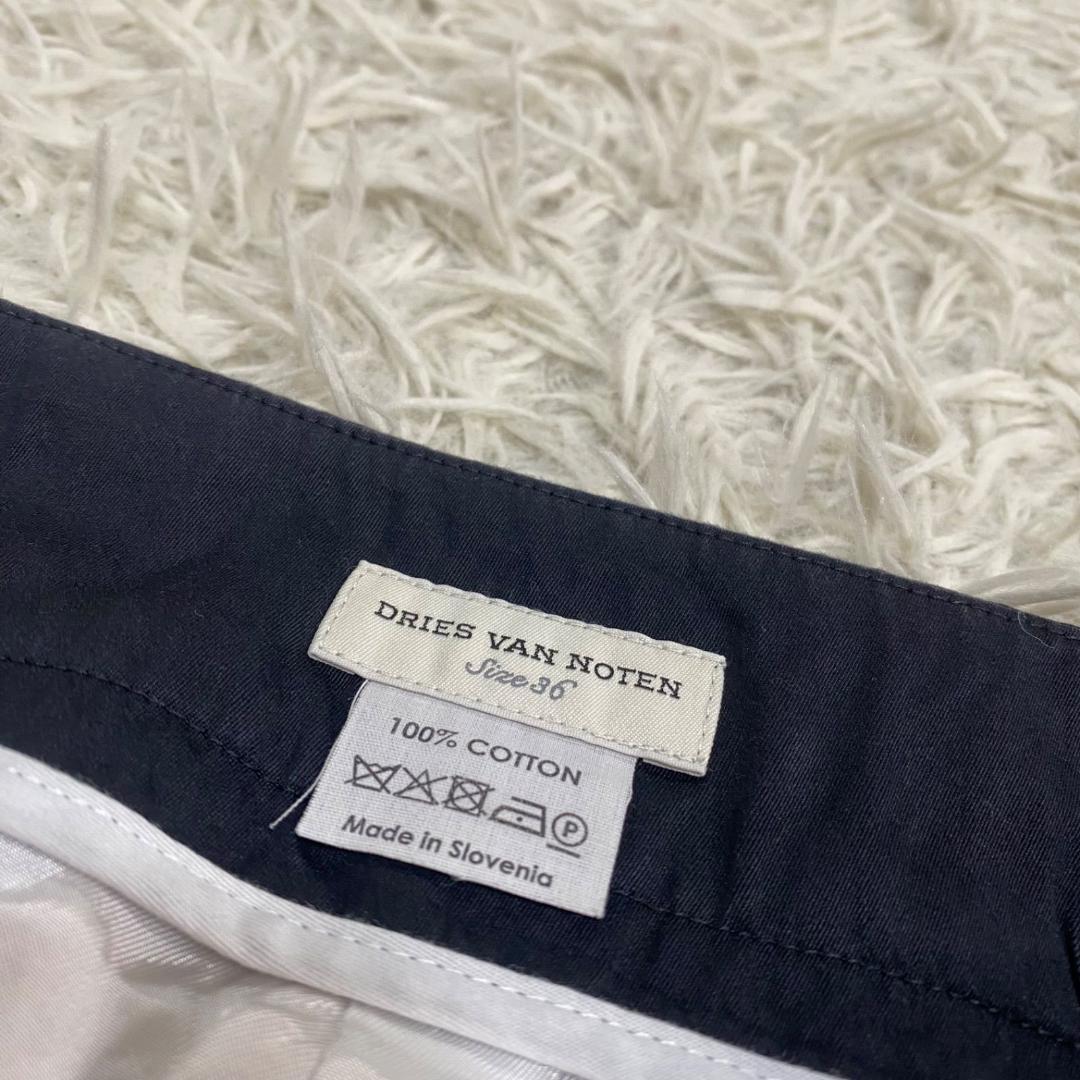 DRIES VAN NOTEN
Size 36
100% COTTON
P
Made in Slovenia